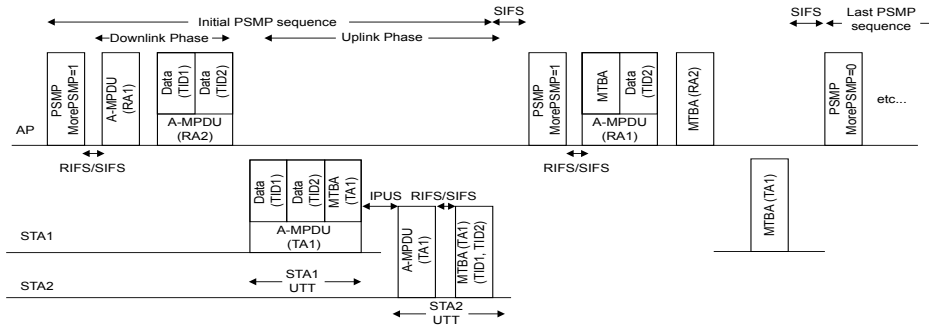 Initial PSMP sequence
SIFS
SIFS
Last PSMP
sequence
Downlink Phase
Uplink Phase
PSMP
MorePSMP=1
A-MPDU
(RA1)
Data
(TID1)
Data
(TID2)
A-MPDU
(RA2)
PSMP
MorePSMP=1
MTBA
Data
(TID2)
A-MPDU
(RA1)
MTBA (RA2)
PSMP
MorePSMP=0
etc...
AP
RIFS/SIFS
RIFS/SIFS
Data
(TID1)
Data
(TID2)
MTBA
(TA1)
A-MPDU
(TA1)
IPUS
RIFS/SIFS
MTBA (TA1)
STA1
A-MPDU
(TA1)
MTBA (TA1)
(TID1, TID2)
STA1
UTT
STA2
STA2
UTT